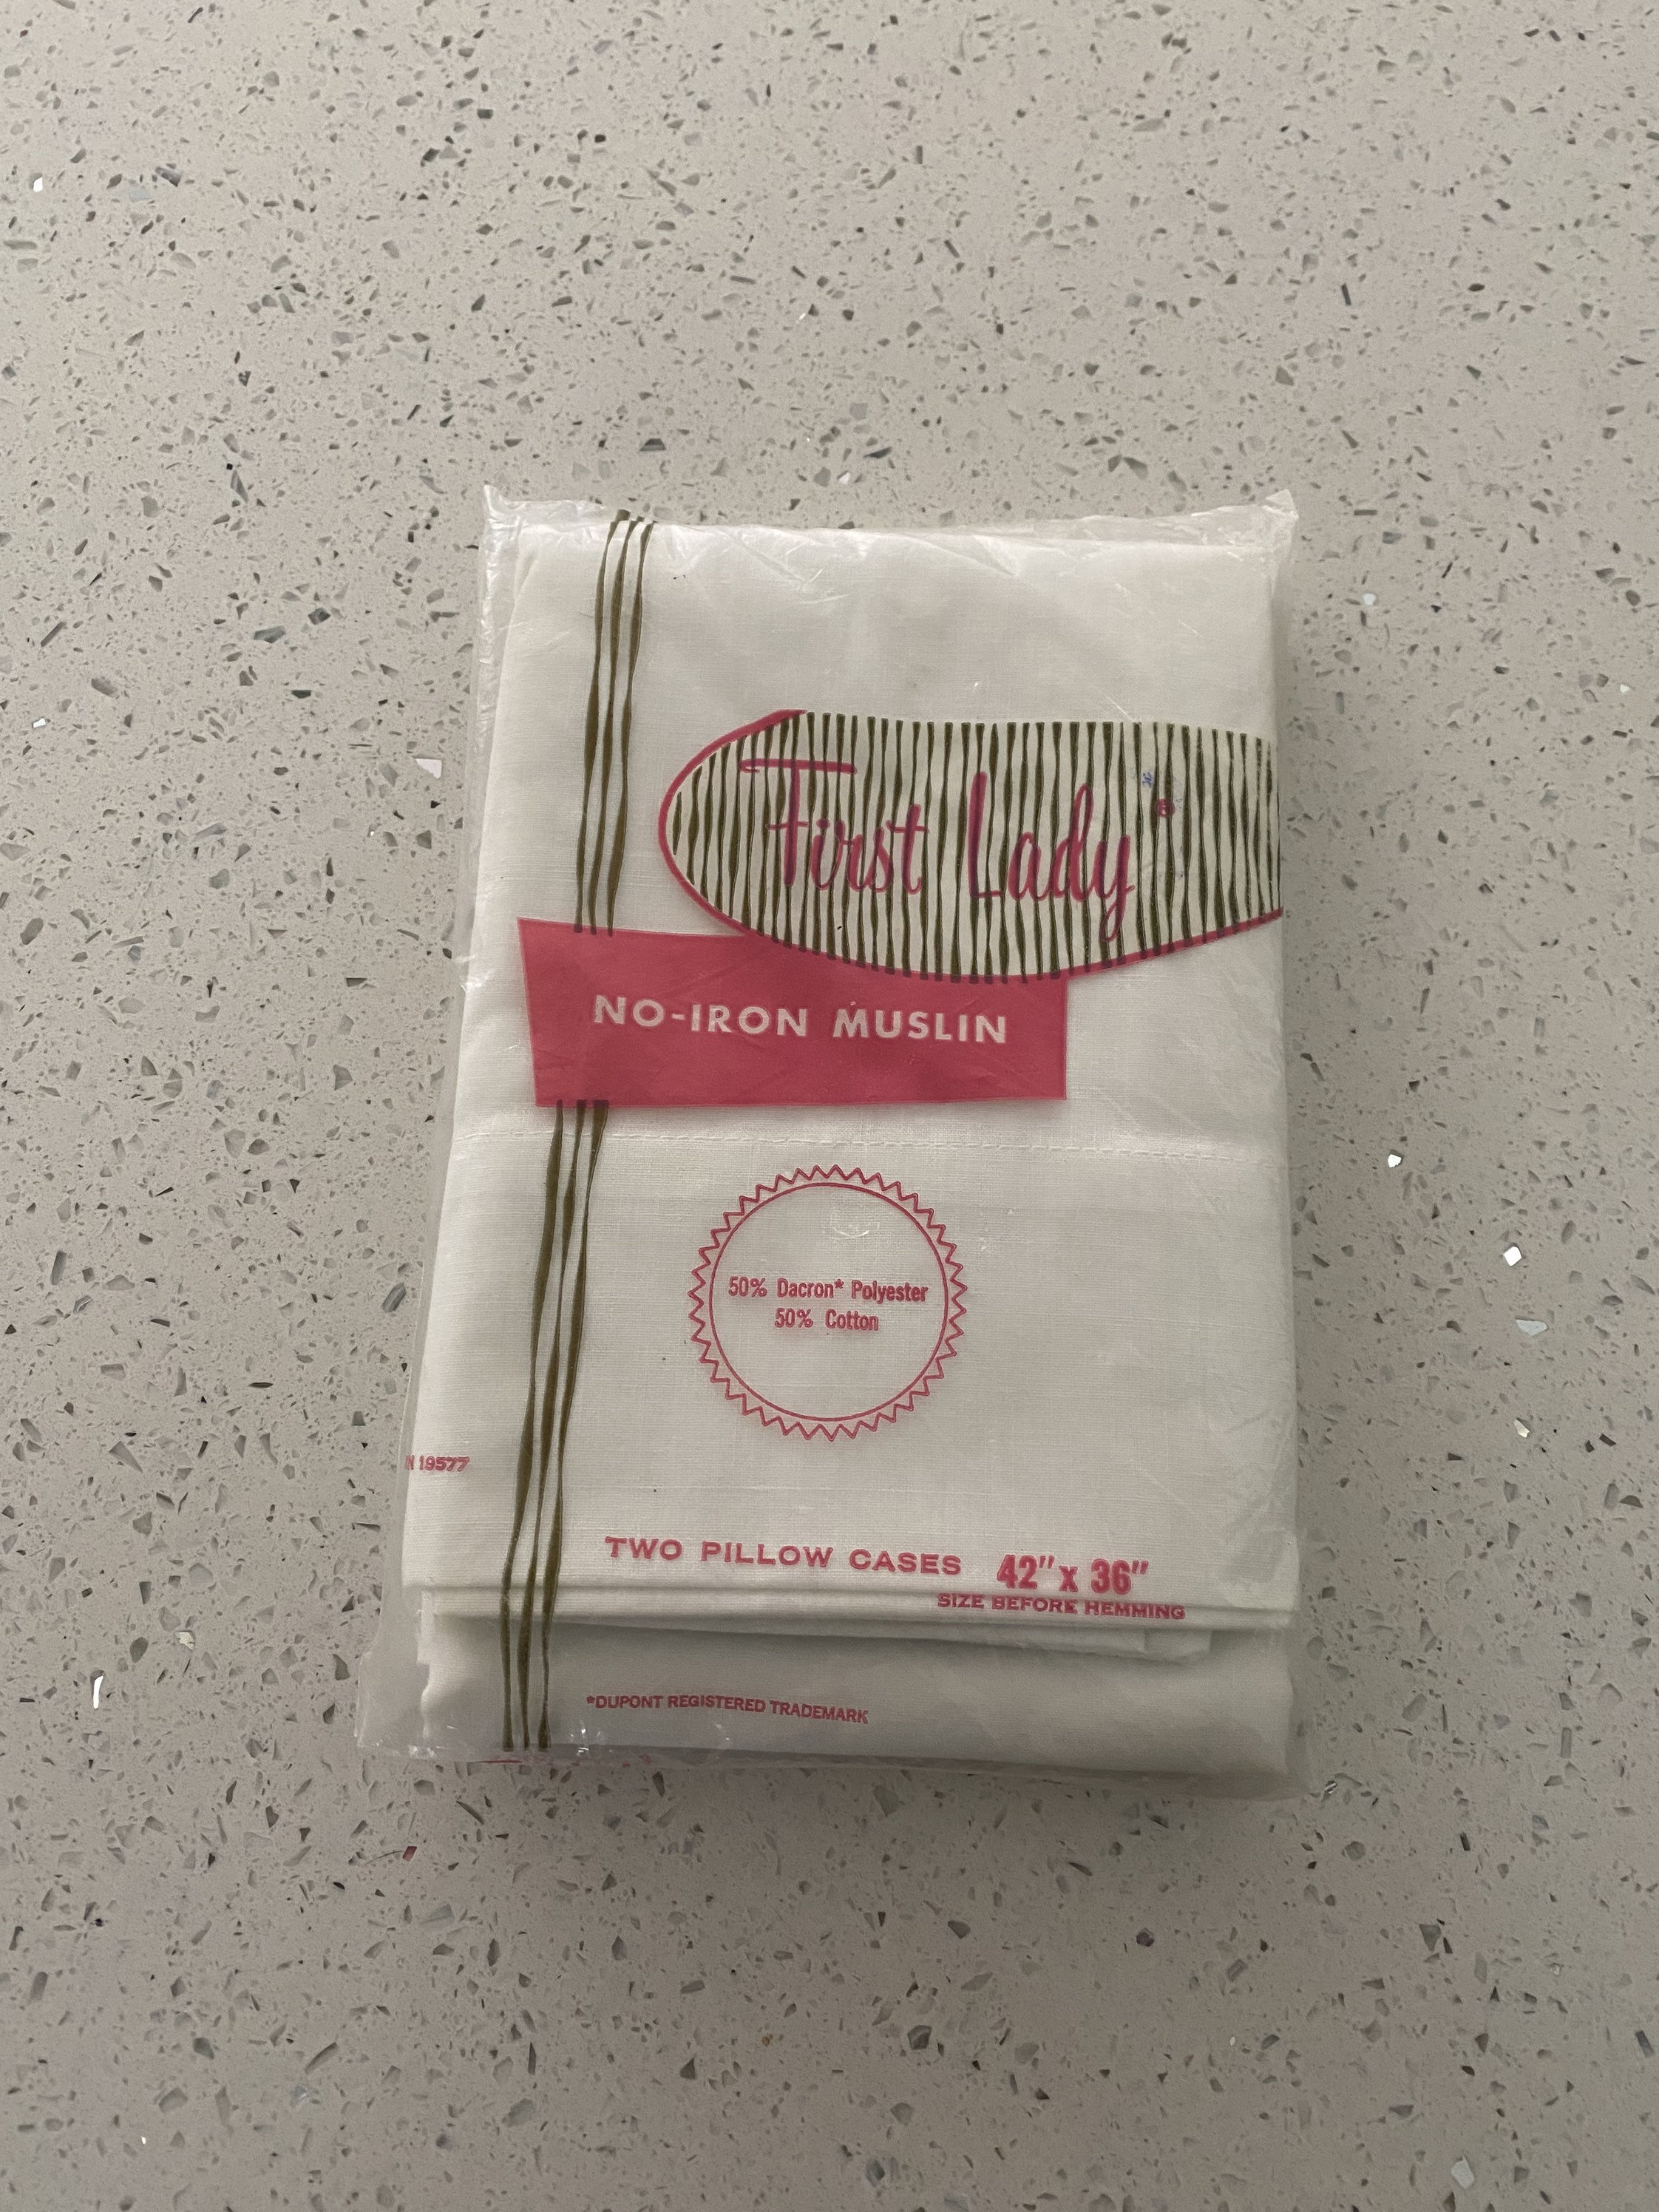 First Lady®
NO-IRON MUSLIN
50% Dacron* Polyester
50% Cotton
N 19577
TWO PILLOW CASES 42" x 36"
SIZE BEFORE HEMMING
*DUPONT REGISTERED TRADEMARK